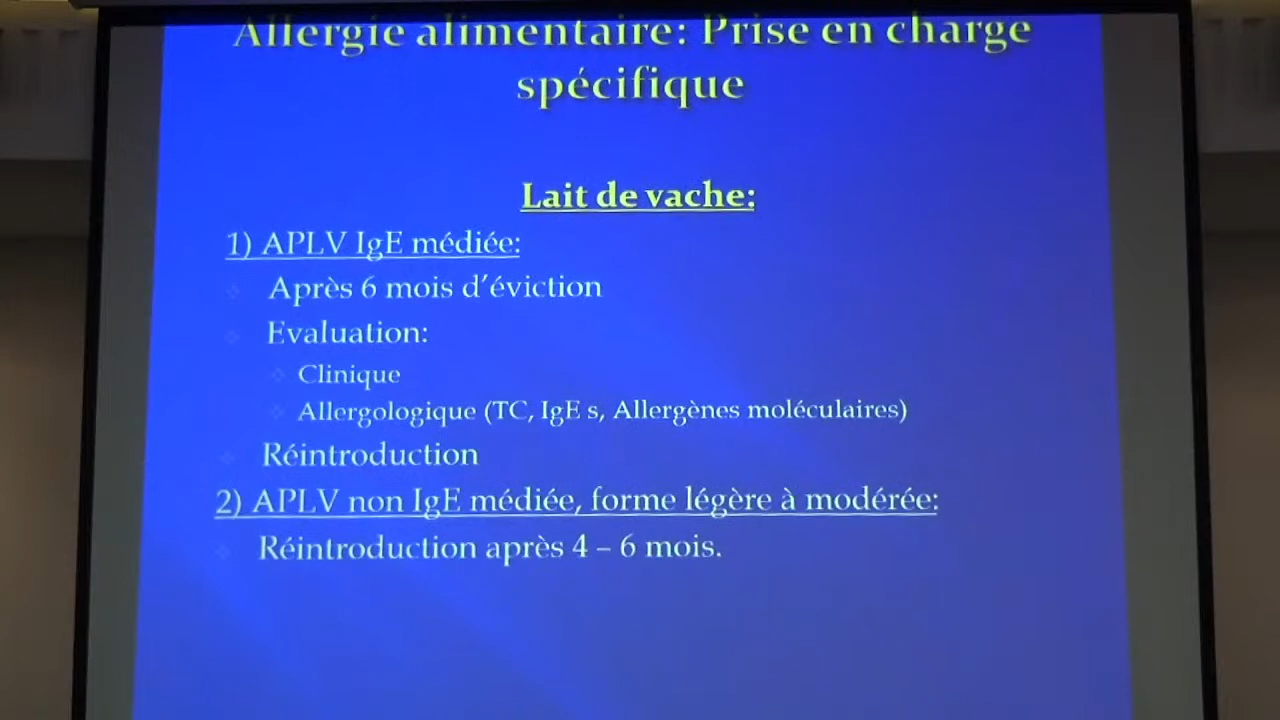 Allergie alimentaire: Prise en charge
spécifique
Lait de vache:
1) APLV IgE médiée:
Après 6 mois d'éviction
Evaluation:
Clinique
Allergologique (TC, IgE s, Allergènes moléculaires)
Réintroduction
2) APLV non IgE médiée, forme légère à modérée:
Réintroduction après 4 – 6 mois.